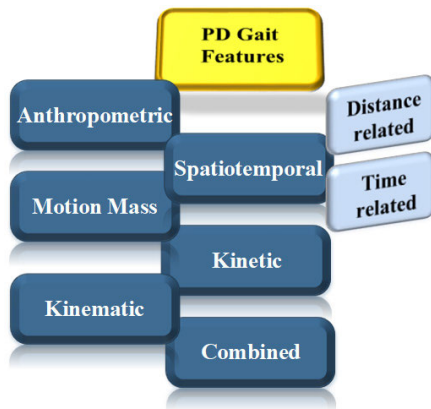 PD Gait
Features
Anthropometric
Distance
related
Spatiotemporal
Time
related
Motion Mass
Kinetic
Kinematic
Combined